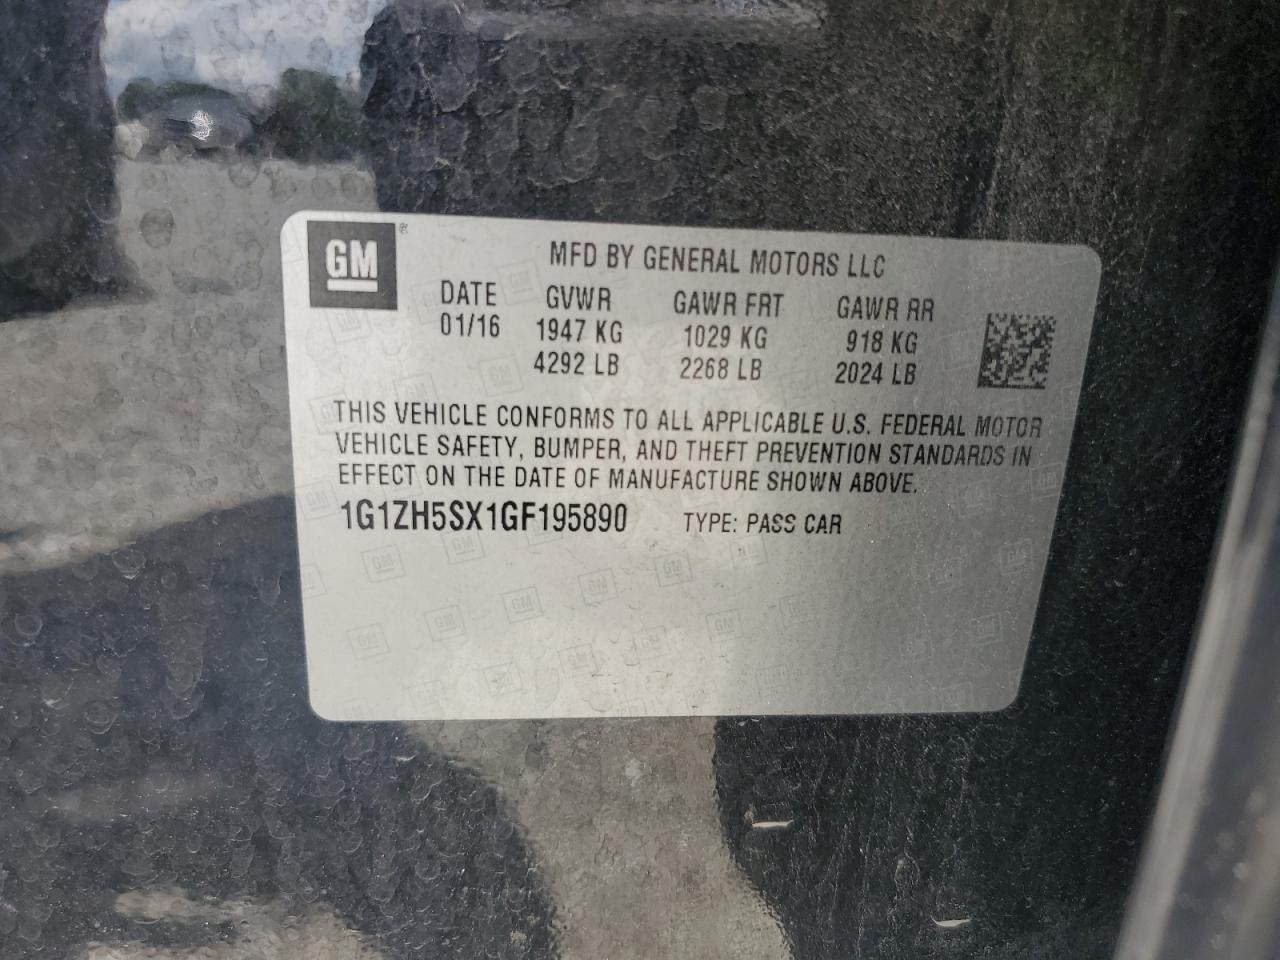 GM®
MFD BY GENERAL MOTORS LLC
DATE GVWR GAWR FRT GAWR RR
01/16 1947 KG 1029 KG 918 KG
4292 LB 2268 LB 2024 LB
THIS VEHICLE CONFORMS TO ALL APPLICABLE U.S. FEDERAL MOTOR
VEHICLE SAFETY, BUMPER, AND THEFT PREVENTION STANDARDS IN
EFFECT ON THE DATE OF MANUFACTURE SHOWN ABOVE.
1G1ZH5SX1GF195890 TYPE: PASS CAR